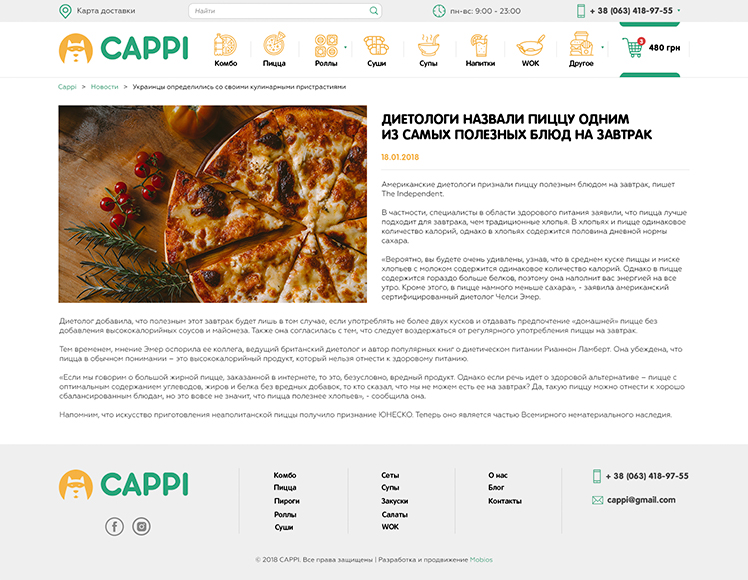 Карта доставки
Найти
пн-вс: 9:00 - 23:00
+ 38 (063) 418-97-55
CAPPI
Комбо
Пицца
Роллы
Суши
Супы
Напитки
WOK
Другое
3
480 грн
Cappi > Новости > Украинцы определились со своими кулинарными пристрастиями
ДИЕТОЛОГИ НАЗВАЛИ ПИЦЦУ ОДНИМ
ИЗ САМЫХ ПОЛЕЗНЫХ БЛЮД НА ЗАВТРАК
18.01.2018
Американские диетологи признали пиццу полезным блюдом на завтрак, пишет
The Independent.
В частности, специалисты в области здорового питания заявили, что пицца лучше
подходит для завтрака, чем традиционные хлопья. В хлопьях и пицце одинаковое
количество калорий, однако в хлопьях содержится половина дневной нормы
сахара.
«Вероятно, вы будете очень удивлены, узнав, что в среднем куске пиццы и миске
хлопьев с молоком содержится одинаковое количество калорий. Однако в пицце
содержится гораздо больше белков, поэтому она наполнит вас энергией на все
утро. Кроме этого, в пицце намного меньше сахара», - заявила американский
сертифицированный диетолог Челси Эмер.
Диетолог добавила, что полезным этот завтрак будет лишь в том случае, если употреблять не более двух кусков и отдавать предпочтение «домашней» пицце без
добавления высококалорийных соусов и майонеза. Также она согласилась с тем, что следует воздержаться от регулярного употребления пиццы на завтрак.
Тем временем, мнение Эмер оспорила ее коллега, ведущий британский диетолог и автор популярных книг о диетическом питании Рианнон Ламберт. Она убеждена, что
пицца в обычном понимании – это высококалорийный продукт, который нельзя отнести к здоровому питанию.
«Если мы говорим о большой жирной пицце, заказанной в интернете, то это, безусловно, вредный продукт. Однако если речь идет о здоровой альтернативе – пицце с
оптимальным содержанием углеводов, жиров и белка без вредных добавок, то кто сказал, что мы не можем есть ее на завтрак? Да, такую пиццу можно отнести к хорошо
сбалансированным блюдам, но это вовсе не значит, что пицца полезнее хлопьев», - сообщила она.
Напомним, что искусство приготовления неаполитанской пиццы получило признание ЮНЕСКО. Теперь оно является частью Всемирного нематериального наследия.
CAPPI
Комбо
Пицца
Пироги
Роллы
Суши
Сеты
Супы
Закуски
Салаты
WOK
О нас
Блог
Контакты
+ 38 (063) 418-97-55
cappi@gmail.com
© 2018 CAPPI. Все права защищены | Разработка и продвижение Mobios